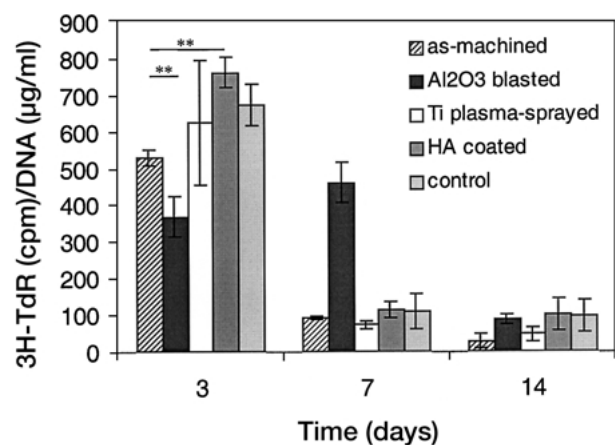 3H-TdR (cpm)/DNA (µg/ml)
900
800
700
600
500
400
300
200
100
0
**
**
as-machined
Al2O3 blasted
Ti plasma-sprayed
HA coated
control
3 7 14
Time (days)